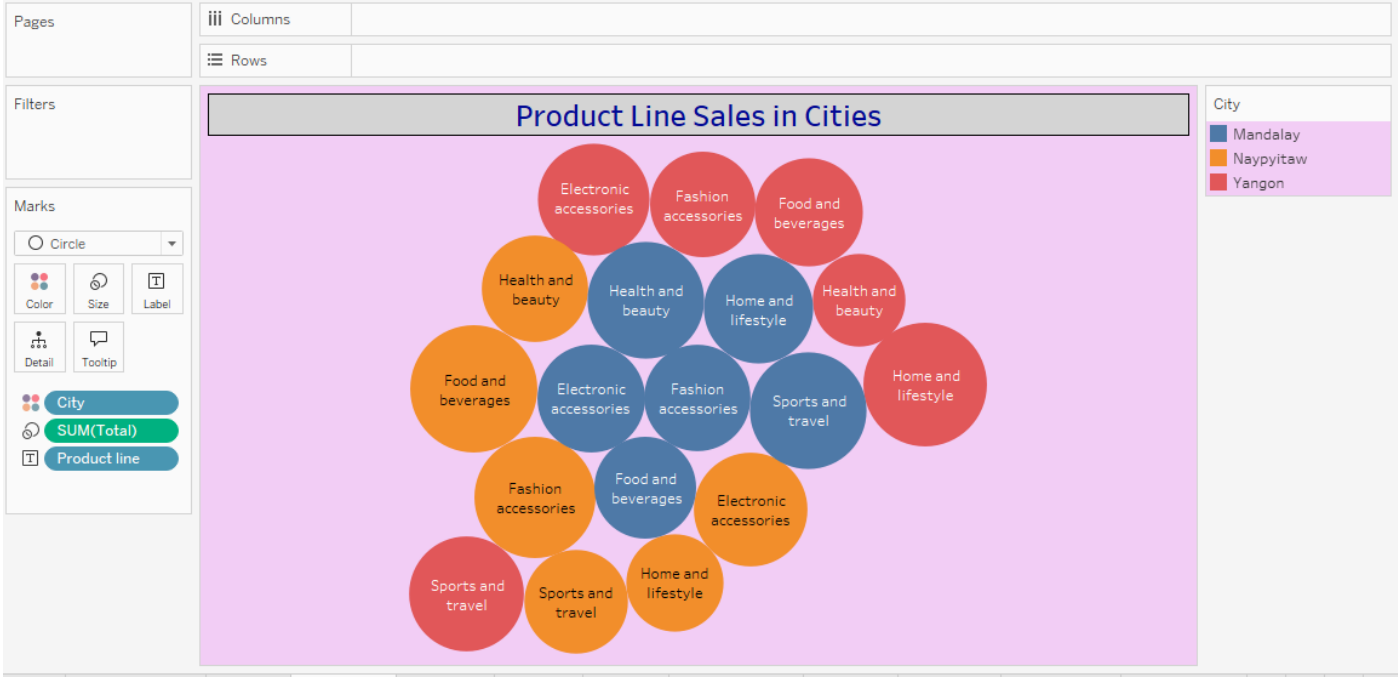 Pages
Columns
Rows
Filters
Marks
Circle
Color
Size
Label
Detail
Tooltip
City
SUM(Total)
Product line
Product Line Sales in Cities
Electronic
accessories
Fashion
accessories
Food and
beverages
Health and
beauty
Health and
beauty
Home and
lifestyle
Health and
beauty
Food and
beverages
Electronic
accessories
Fashion
accessories
Sports and
travel
Home and
lifestyle
Fashion
accessories
Food and
beverages
Electronic
accessories
Sports and
travel
Sports and
travel
Home and
lifestyle
City
Mandalay
Naypyitaw
Yangon